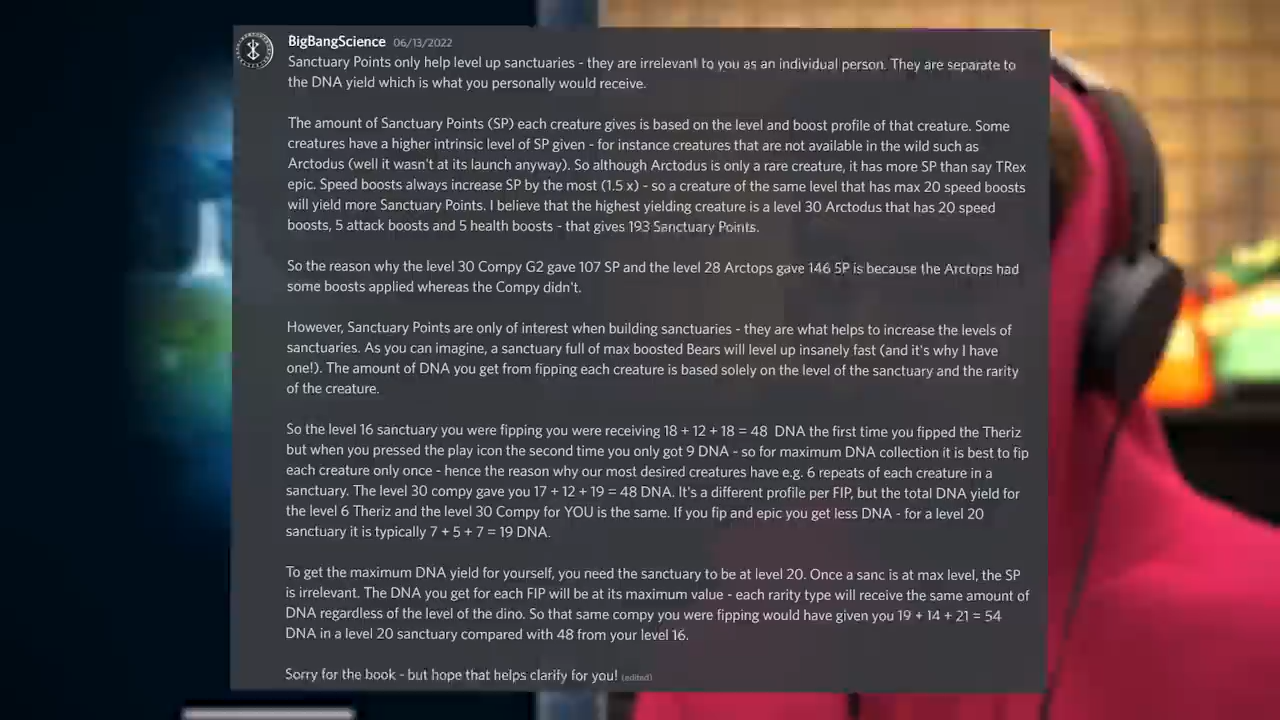 BigBangScience 06/13/2022
Sanctuary Points only help level up sanctuaries - they are irrelevant to you as an individual person. They are separate to
the DNA yield which is what you personally would receive.
The amount of Sanctuary Points (SP) each creature gives is based on the level and boost profile of that creature. Some
creatures have a higher intrinsic level of SP given - for instance creatures that are not available in the wild such as
Arctodus (well it wasn't at its launch anyway). So although Arctodus is only a rare creature, it has more SP than say TRex
epic. Speed boosts always increase SP by the most (1.5 x) - so a creature of the same level that has max 20 speed boosts
will yield more Sanctuary Points. I believe that the highest yielding creature is a level 30 Arctodus that has 20 speed
boosts, 5 attack boosts and 5 health boosts - that gives 193 Sanctuary Points.
So the reason why the level 30 Compy G2 gave 107 SP and the level 28 Arctops gave 146 SP is because the Arctops had
some boosts applied whereas the Compy didn't.
However, Sanctuary Points are only of interest when building sanctuaries - they are what helps to increase the levels of
sanctuaries. As you can imagine, a sanctuary full of max boosted Bears will level up insanely fast (and it's why I have
one!). The amount of DNA you get from fipping each creature is based solely on the level of the sanctuary and the rarity
of the creature.
So the level 16 sanctuary you were fipping you were receiving 18 + 12 + 18 = 48 DNA the first time you fipped the Theriz
but when you pressed the play icon the second time you only got 9 DNA - so for maximum DNA collection it is best to fip
each creature only once - hence the reason why our most desired creatures have e.g. 6 repeats of each creature in a
sanctuary. The level 30 compy gave you 17 + 12 + 19 = 48 DNA. It's a different profile per FIP, but the total DNA yield for
the level 6 Theriz and the level 30 Compy for YOU is the same. If you fip and epic you get less DNA - for a level 20
sanctuary it is typically 7 + 5 + 7 = 19 DNA.
To get the maximum DNA yield for yourself, you need the sanctuary to be at level 20. Once a sanc is at max level, the SP
is irrelevant. The DNA you get for each FIP will be at its maximum value - each rarity type will receive the same amount of
DNA regardless of the level of the dino. So that same compy you were fipping would have given you 19 + 14 + 21 = 54
DNA in a level 20 sanctuary compared with 48 from your level 16.
Sorry for the book - but hope that helps clarify for you! (edited)